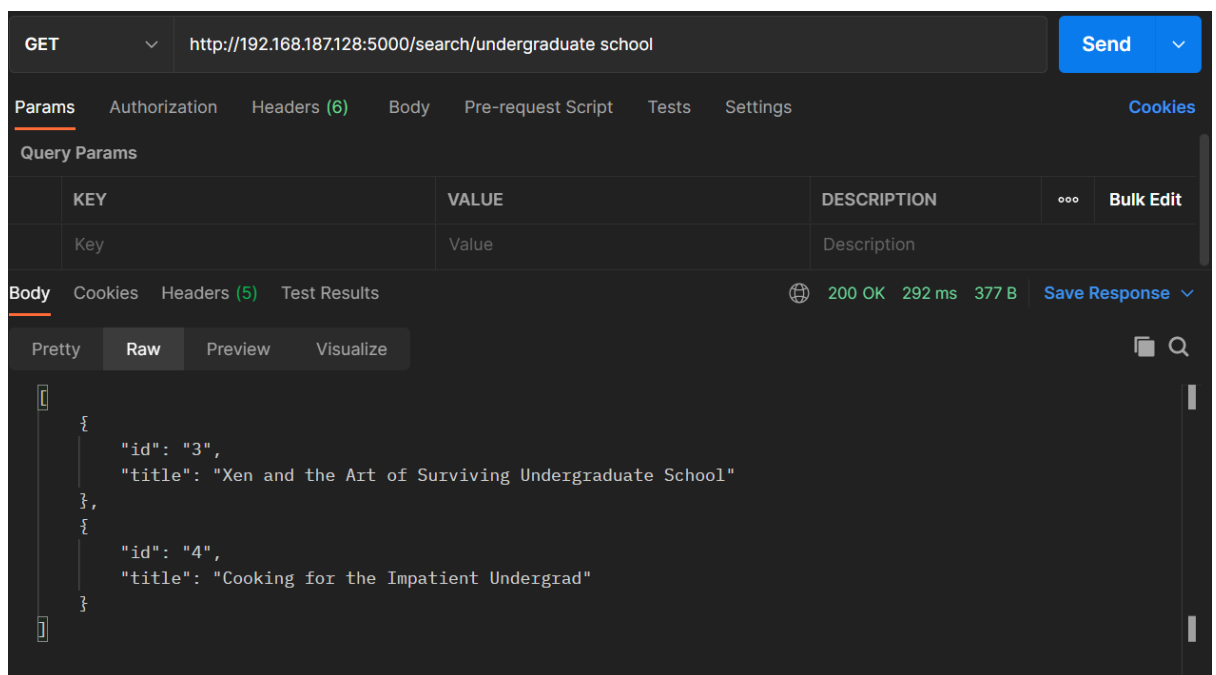 GET http://192.168.187.128:5000/search/undergraduate school Send
Params Authorization Headers (6) Body Pre-request Script Tests Settings Cookies
Query Params
KEY VALUE DESCRIPTION ooo Bulk Edit
Key Value Description
Body Cookies Headers (5) Test Results 200 OK 292 ms 377 B Save Response
Pretty Raw Preview Visualize
[
{
"id": "3",
"title": "Xen and the Art of Surviving Undergraduate School"
},
{
"id": "4",
"title": "Cooking for the Impatient Undergrad"
}
]